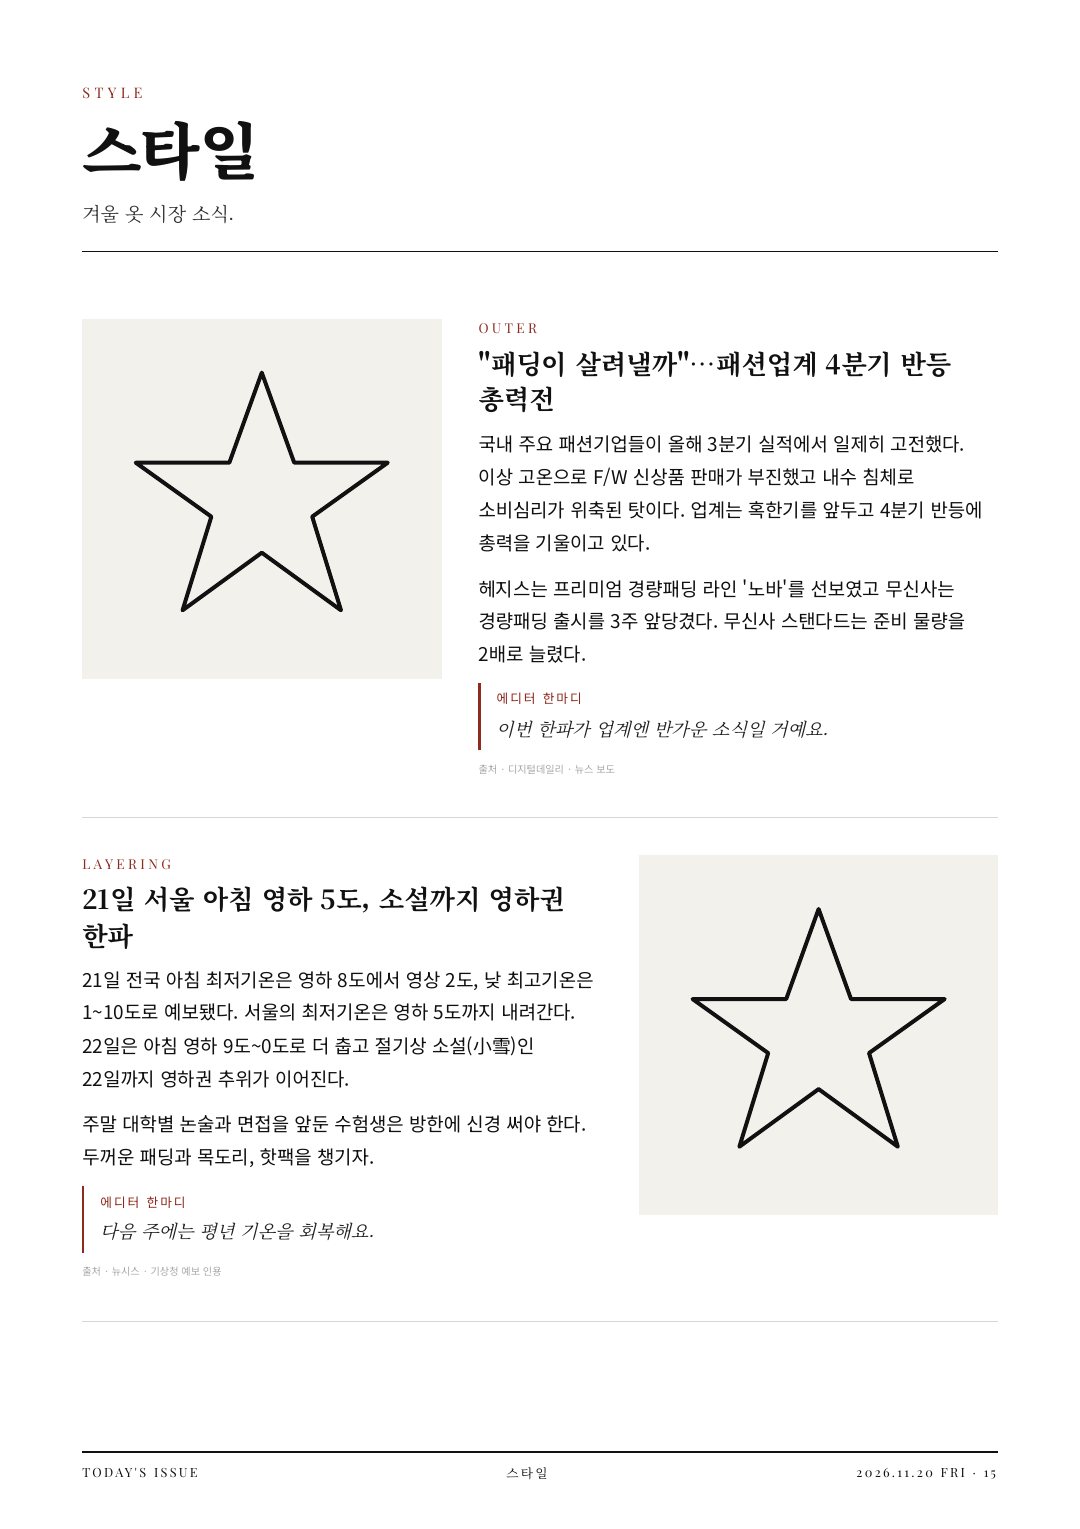 STYLE
스타일
겨울 옷 시장 소식.
OUTER
"패딩이 살려낼까"…패션업계 4분기 반등
총력전
국내 주요 패션기업들이 올해 3분기 실적에서 일제히 고전했다.
이상 고온으로 F/W 신상품 판매가 부진했고 내수 침체로
소비심리가 위축된 탓이다. 업계는 혹한기를 앞두고 4분기 반등에
총력을 기울이고 있다.
헤지스는 프리미엄 경량패딩 라인 '노바'를 선보였고 무신사는
경량패딩 출시를 3주 앞당겼다. 무신사 스탠다드는 준비 물량을
2배로 늘렸다.
에디터 한마디
이번 한파가 업계엔 반가운 소식일 거예요.
출처 · 디지털데일리 · 뉴스 보도
LAYERING
21일 서울 아침 영하 5도, 소설까지 영하권
한파
21일 전국 아침 최저기온은 영하 8도에서 영상 2도, 낮 최고기온은
1~10도로 예보됐다. 서울의 최저기온은 영하 5도까지 내려간다.
22일은 아침 영하 9도~0도로 더 춥고 절기상 소설(小雪)인
22일까지 영하권 추위가 이어진다.
주말 대학별 논술과 면접을 앞둔 수험생은 방한에 신경 써야 한다.
두꺼운 패딩과 목도리, 핫팩을 챙기자.
에디터 한마디
다음 주에는 평년 기온을 회복해요.
출처 · 뉴시스 · 기상청 예보 인용
TODAY'S ISSUE
스타일
2026.11.20 FRI · 15